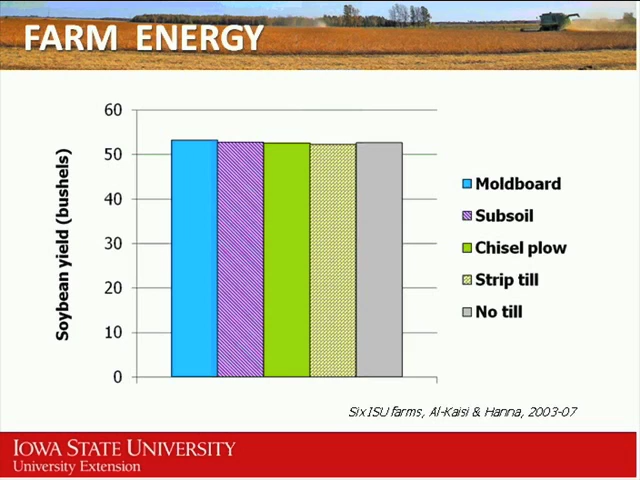 FARM ENERGY
60
50
40
30
20
10
0
Soybean yield (bushels)
Moldboard
Subsoil
Chisel plow
Strip till
No till
Six ISU farms, Al-Kaisi & Hanna, 2003-07
IOWA STATE UNIVERSITY
University Extension